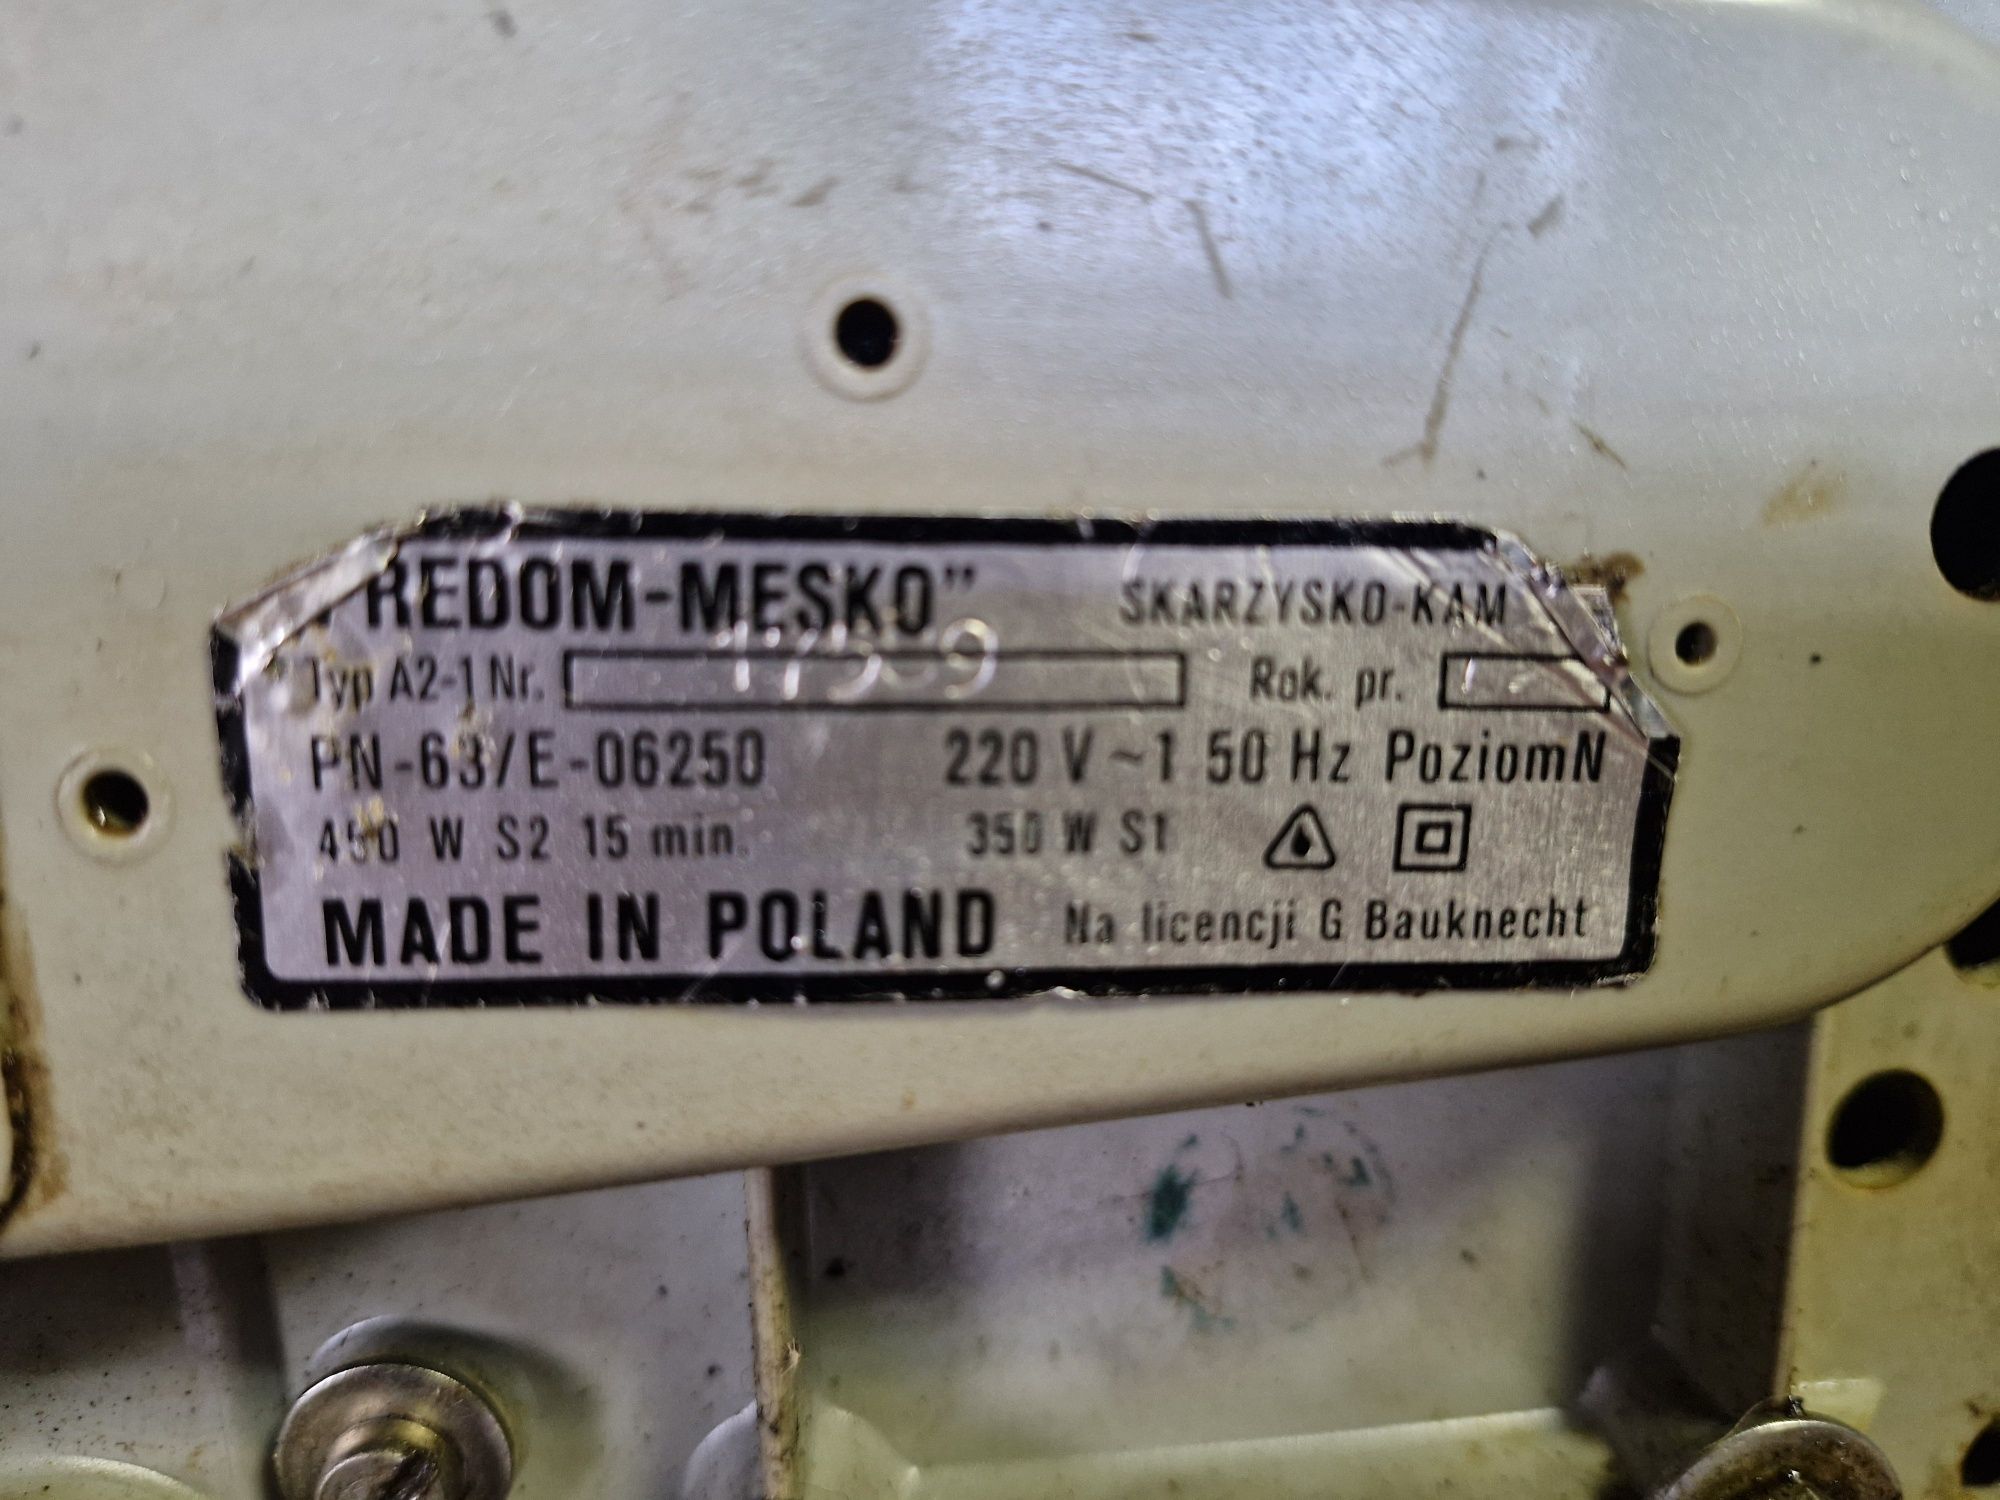 PREDOM-MESKO” SKARZYSKO-KAM
Typ A2-1 Nr. Rok. pr.
PN-63/E-06250 220 V ~ 1 50 Hz PoziomN
450 W S2 15 min. 350 W S1
MADE IN POLAND Na licencji G Bauknecht